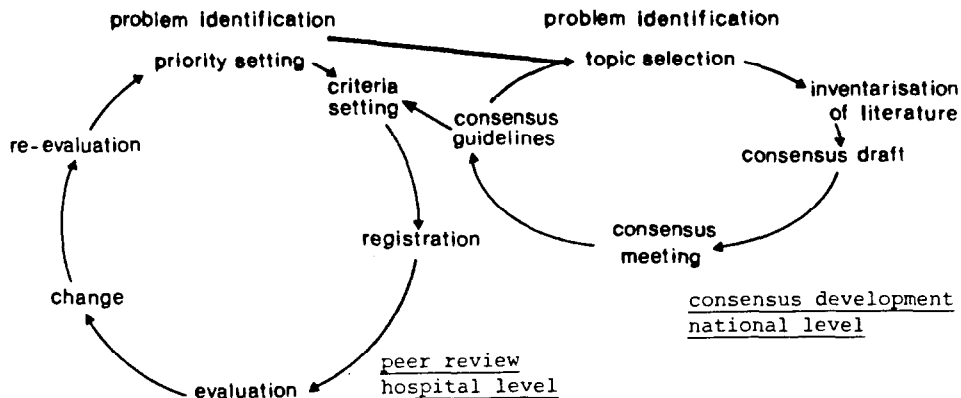 problem identification
priority setting
criteria
setting
re-evaluation
registration
change
evaluation
peer review
hospital level
problem identification
topic selection
inventarisation
of literature
consensus draft
consensus
meeting
consensus
guidelines
consensus development
national level